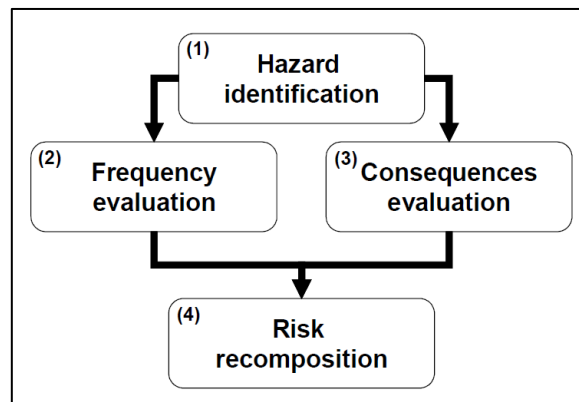 (1)
Hazard
identification
(2)
Frequency
evaluation
(3)
Consequences
evaluation
(4)
Risk
recomposition